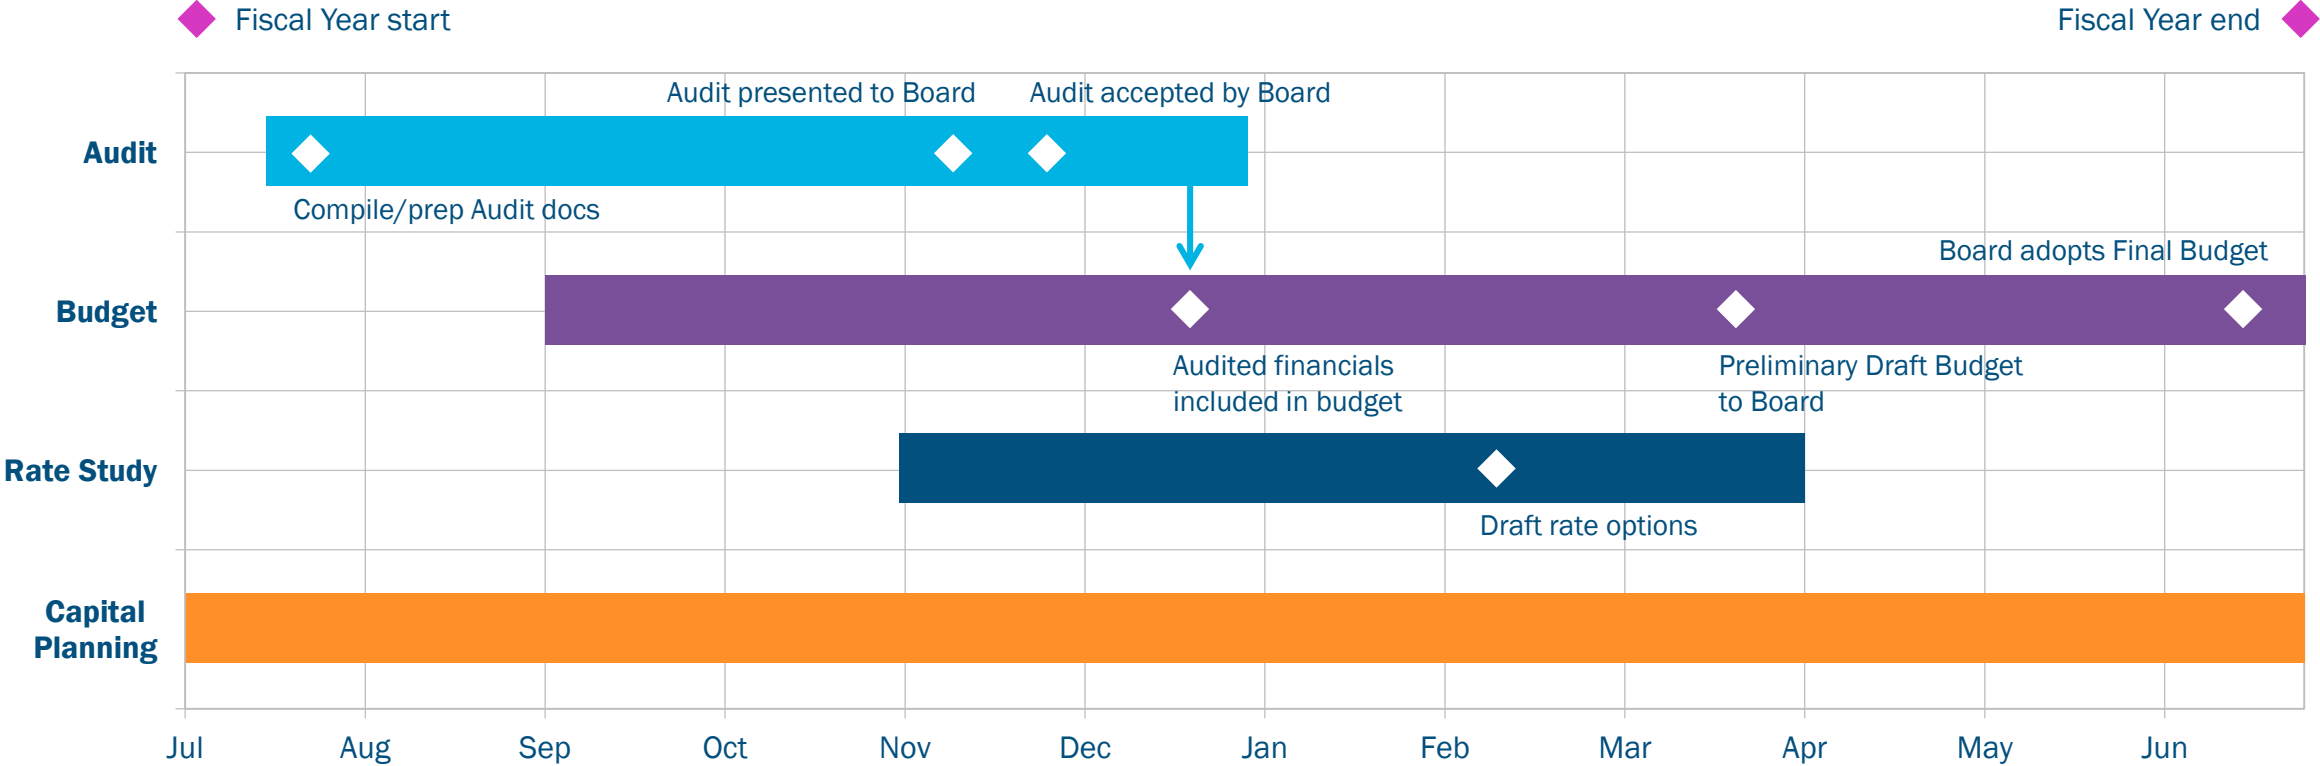 Fiscal Year start
Fiscal Year end
Audit presented to Board
Audit accepted by Board
Audit
Compile/prep Audit docs
Board adopts Final Budget
Budget
Audited financials
included in budget
Preliminary Draft Budget
to Board
Rate Study
Draft rate options
Capital
Planning
Jul
Aug
Sep
Oct
Nov
Dec
Jan
Feb
Mar
Apr
May
Jun